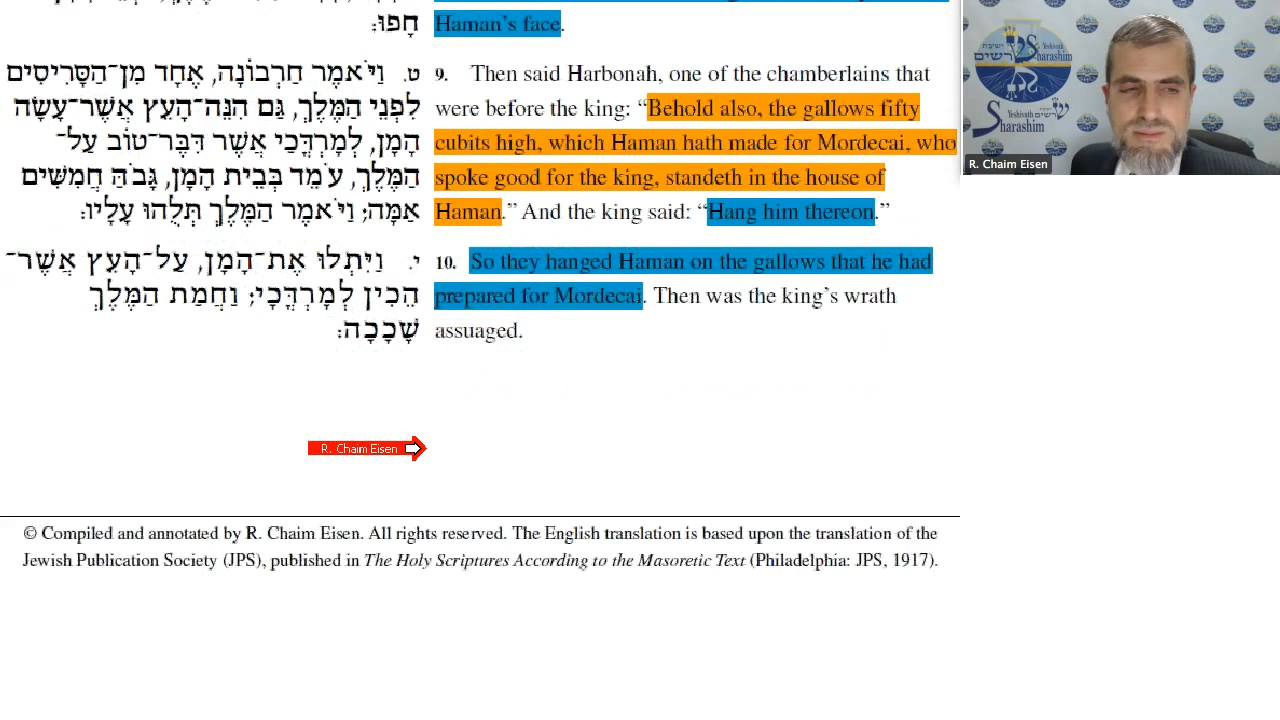 חָפוּ׃
Haman’s face.
ט. וַיֹּאמֶר חַרְבוֹנָה, אֶחָד מִן־הַסָּרִיסִים
לִפְנֵי הַמֶּלֶךְ, גַּם הִנֵּה־הָעֵץ אֲשֶׁר־עָשָׂה
הָמָן, לְמָרְדֳּכַי אֲשֶׁר דִּבֶּר־טוֹב עַל־
הַמֶּלֶךְ, עֹמֵד בְּבֵית הָמָן, גָּבֹהַּ חֲמִשִּׁים
אַמָּה; וַיֹּאמֶר הַמֶּלֶךְ תְּלֻהוּ עָלָיו׃
9. Then said Harbonah, one of the chamberlains that
were before the king: “Behold also, the gallows fifty
cubits high, which Haman hath made for Mordecai, who
spoke good for the king, standeth in the house of
Haman.” And the king said: “Hang him thereon.”
י. וַיִּתְלוּ אֶת־הָמָן, עַל־הָעֵץ אֲשֶׁר־
הֵכִין לְמָרְדֳּכָי; וַחֲמַת הַמֶּלֶךְ
שָׁכָכָה׃
10. So they hanged Haman on the gallows that he had
prepared for Mordecai. Then was the king’s wrath
assuaged.
R. Chaim Eisen
© Compiled and annotated by R. Chaim Eisen. All rights reserved. The English translation is based upon the translation of the
Jewish Publication Society (JPS), published in The Holy Scriptures According to the Masoretic Text (Philadelphia: JPS, 1917).
Yeshivath
Sharashim
Yeshivath
Sharashim
R. Chaim Eisen